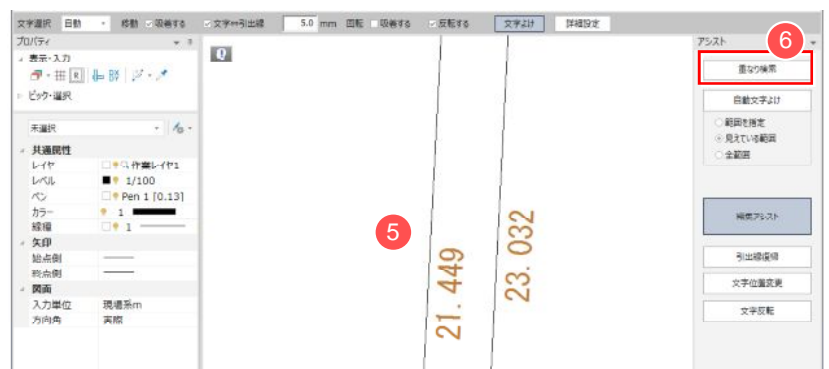 文字選択 自動 移動 吸着する 文字⇔引出線 5.0 mm 回転 吸着する 反転する 文字よけ 詳細設定
プロパティ
表示・入力
R
ピック・選択
未選択
共通属性
レイヤ 作業レイヤ1
レベル 1/100
ペン Pen 1 [0.13]
カラー 1
線種 1
矢印
始点側
終点側
図面
入力単位 現場系m
方向角 実際
5
21.449
23.032
アシスト
6
重なり検索
自動文字よけ
範囲を指定
見えている範囲
全範囲
編集アシスト
引出線復帰
文字位置変更
文字反転